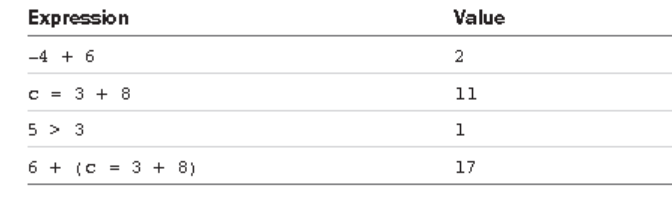 Expression Value
–4 + 6 2
c = 3 + 8 11
5 > 3 1
6 + (c = 3 + 8) 17